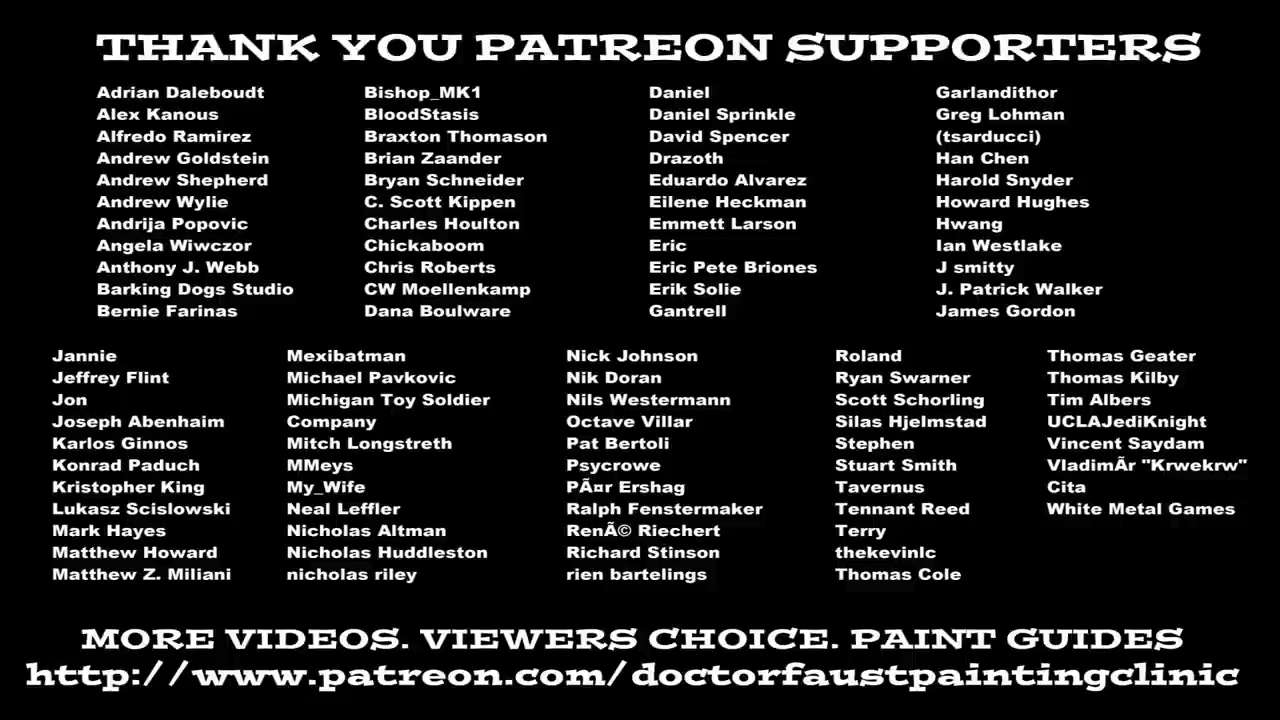 THANK YOU PATREON SUPPORTERS
Adrian Daleboudt
Alex Kanous
Alfredo Ramirez
Andrew Goldstein
Andrew Shepherd
Andrew Wylie
Andrija Popovic
Angela Wiwczor
Anthony J. Webb
Barking Dogs Studio
Bernie Farinas
Bishop_MK1
BloodStasis
Braxton Thomason
Brian Zaander
Bryan Schneider
C. Scott Kippen
Charles Houlton
Chickaboom
Chris Roberts
CW Moellenkamp
Dana Boulware
Daniel
Daniel Sprinkle
David Spencer
Drazoth
Eduardo Alvarez
Eilene Heckman
Emmett Larson
Eric
Eric Pete Briones
Erik Solie
Gantrell
Garlandithor
Greg Lohman
(tsarducci)
Han Chen
Harold Snyder
Howard Hughes
Hwang
Ian Westlake
J smitty
J. Patrick Walker
James Gordon
Jannie
Jeffrey Flint
Jon
Joseph Abenhaim
Karlos Ginnos
Konrad Paduch
Kristopher King
Lukasz Scislowski
Mark Hayes
Matthew Howard
Matthew Z. Miliani
Mexibatman
Michael Pavkovic
Michigan Toy Soldier
Company
Mitch Longstreth
MMeys
My_Wife
Neal Leffler
Nicholas Altman
Nicholas Huddleston
nicholas riley
Nick Johnson
Nik Doran
Nils Westermann
Octave Villar
Pat Bertoli
Psycrowe
PÃ¤r Ershag
Ralph Fenstermaker
RenÃ© Riechert
Richard Stinson
rien bartelings
Roland
Ryan Swarner
Scott Schorling
Silas Hjelmstad
Stephen
Stuart Smith
Tavernus
Tennant Reed
Terry
thekevinlc
Thomas Cole
Thomas Geater
Thomas Kilby
Tim Albers
UCLAJediKnight
Vincent Saydam
VladimÃr "Krwekrw"
Cita
White Metal Games
MORE VIDEOS. VIEWERS CHOICE. PAINT GUIDES
http://www.patreon.com/doctorfaustpaintingclinic